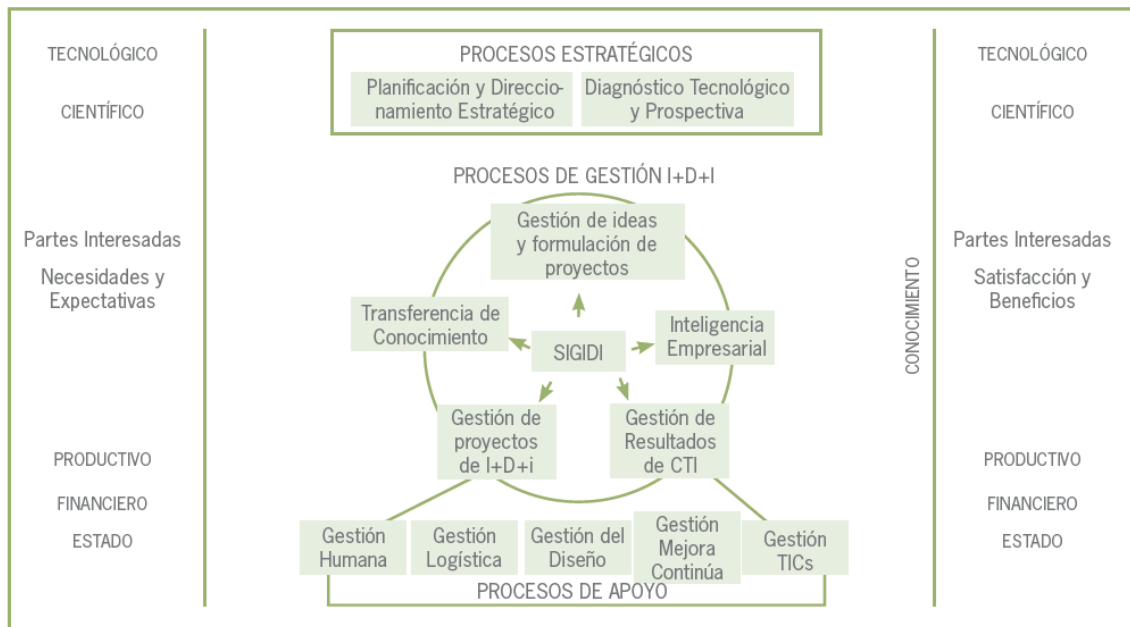 TECNOLÓGICO
CIENTÍFICO
Partes Interesadas
Necesidades y
Expectativas
PRODUCTIVO
FINANCIERO
ESTADO
PROCESOS ESTRATÉGICOS
Planificación y Direccio-
namiento Estratégico
Diagnóstico Tecnológico
y Prospectiva
PROCESOS DE GESTIÓN I+D+I
Gestión de ideas
y formulación de
proyectos
Transferencia de
Conocimiento
SIGIDI
Inteligencia
Empresarial
Gestión de
proyectos
de I+D+i
Gestión de
Resultados
de CTI
Gestión
Humana
Gestión
Logística
Gestión del
Diseño
Gestión
Mejora
Continúa
Gestión
TICs
PROCESOS DE APOYO
CONOCIMIENTO
TECNOLÓGICO
CIENTÍFICO
Partes Interesadas
Satisfacción y
Beneficios
PRODUCTIVO
FINANCIERO
ESTADO